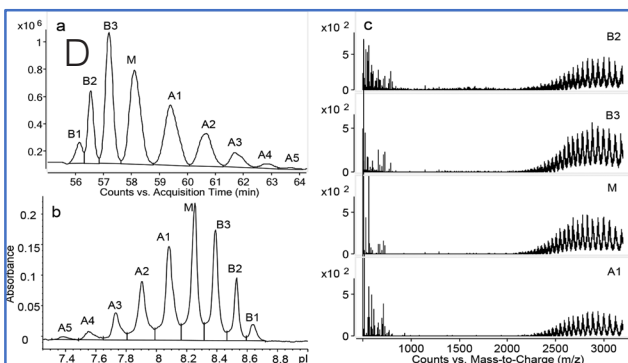 a
D
x10 6
1
0.8
0.6
0.4
0.2
B1
B2
B3
M
A1
A2
A3
A4
A5
56 57 58 59 60 61 62 63 64
Counts vs. Acquisition Time (min)
b
Absorbance
0.2
0.15
0.1
0.05
0
A5
A4
A3
A2
A1
M
B3
B2
B1
7.4 7.6 7.8 8 8.2 8.4 8.6 8.8 pI
c
x10 2
5
0
B2
x10 2
5
0
B3
x10 2
5
0
M
x10 2
5
0
A1
1000 1500 2000 2500 3000
Counts vs. Mass-to-Charge (m/z)